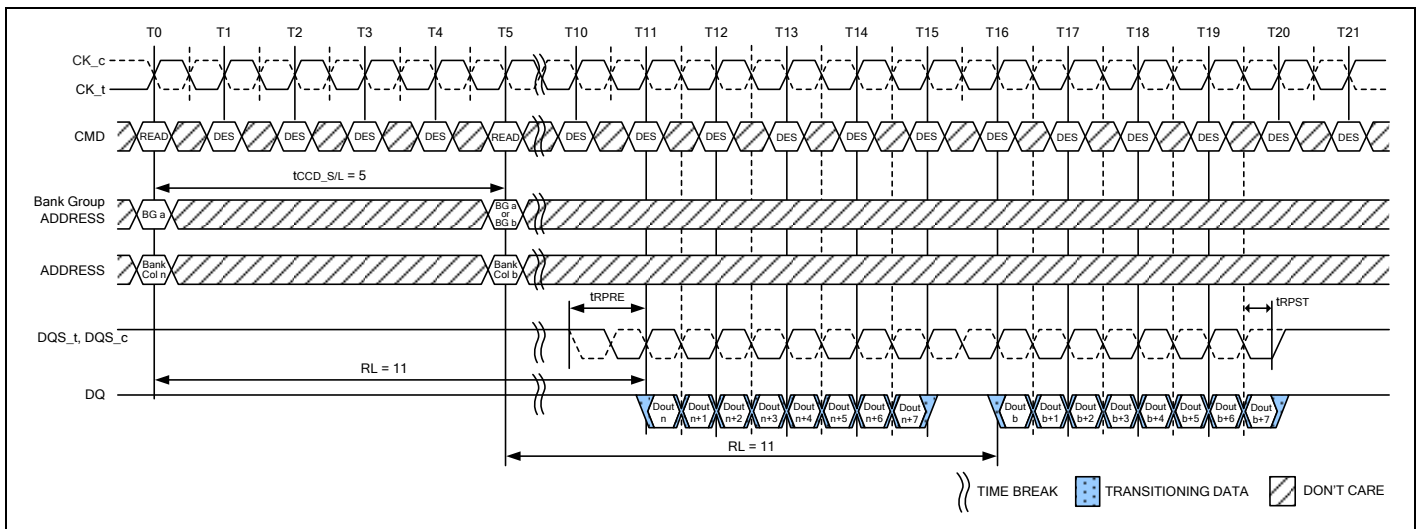 T0 T1 T2 T3 T4 T5 T10 T11 T12 T13 T14 T15 T16 T17 T18 T19 T20 T21
CK_c
CK_t
CMD READ DES DES DES DES READ DES DES DES DES DES DES DES DES DES DES DES DES
tCCD_S/L = 5
Bank Group
ADDRESS
BG a
BG a
or
BG b
ADDRESS
Bank
Col n
Bank
Col b
tRPRE
tRPST
DQS_t, DQS_c
RL = 11
DQ
Dout n
Dout n+1
Dout n+2
Dout n+3
Dout n+4
Dout n+5
Dout n+6
Dout n+7
Dout b
Dout b+1
Dout b+2
Dout b+3
Dout b+4
Dout b+5
Dout b+6
Dout b+7
RL = 11
TIME BREAK TRANSITIONING DATA DON'T CARE